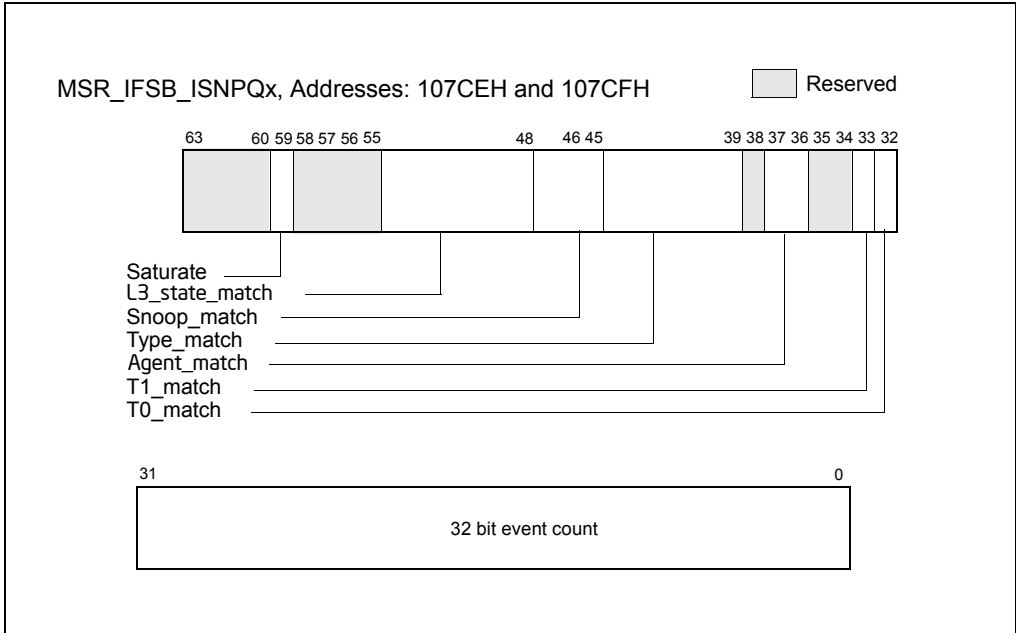 MSR_IFSB_ISNPQx, Addresses: 107CEH and 107CFH
Reserved
63 60 59 58 57 56 55 48 46 45 39 38 37 36 35 34 33 32
Saturate
L3_state_match
Snoop_match
Type_match
Agent_match
T1_match
T0_match
31 0
32 bit event count